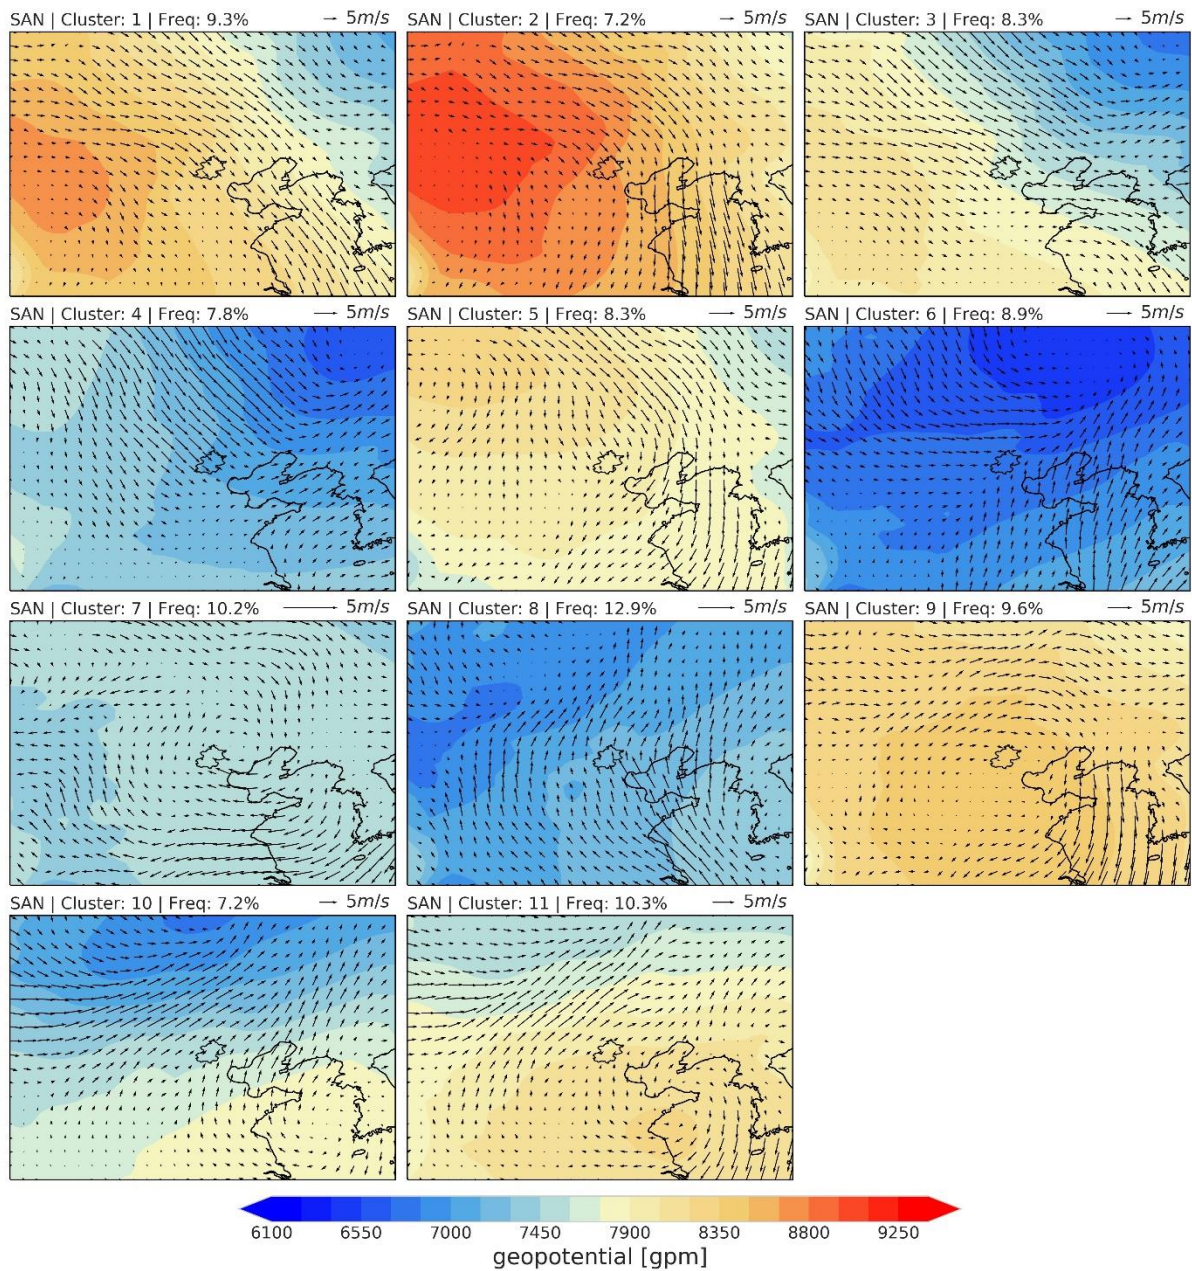 SAN | Cluster: 1 | Freq: 9.3% 5m/s
SAN | Cluster: 2 | Freq: 7.2% 5m/s
SAN | Cluster: 3 | Freq: 8.3% 5m/s
SAN | Cluster: 4 | Freq: 7.8% 5m/s
SAN | Cluster: 5 | Freq: 8.3% 5m/s
SAN | Cluster: 6 | Freq: 8.9% 5m/s
SAN | Cluster: 7 | Freq: 10.2% 5m/s
SAN | Cluster: 8 | Freq: 12.9% 5m/s
SAN | Cluster: 9 | Freq: 9.6% 5m/s
SAN | Cluster: 10 | Freq: 7.2% 5m/s
SAN | Cluster: 11 | Freq: 10.3% 5m/s
6100 6550 7000 7450 7900 8350 8800 9250
geopotential [gpm]